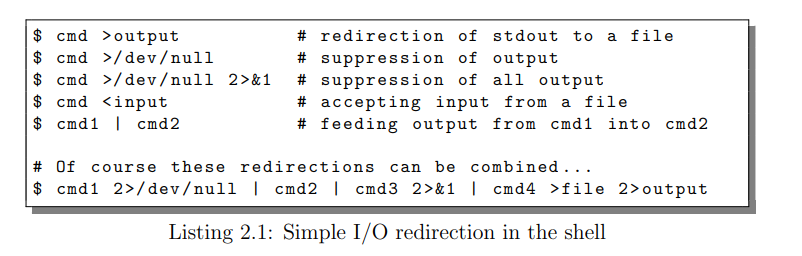 $ cmd >output # redirection of stdout to a file
$ cmd >/dev/null # suppression of output
$ cmd >/dev/null 2>&1 # suppression of all output
$ cmd <input # accepting input from a file
$ cmd1 | cmd2 # feeding output from cmd1 into cmd2
# Of course these redirections can be combined...
$ cmd1 2>/dev/null | cmd2 | cmd3 2>&1 | cmd4 >file 2>output
Listing 2.1: Simple I/O redirection in the shell